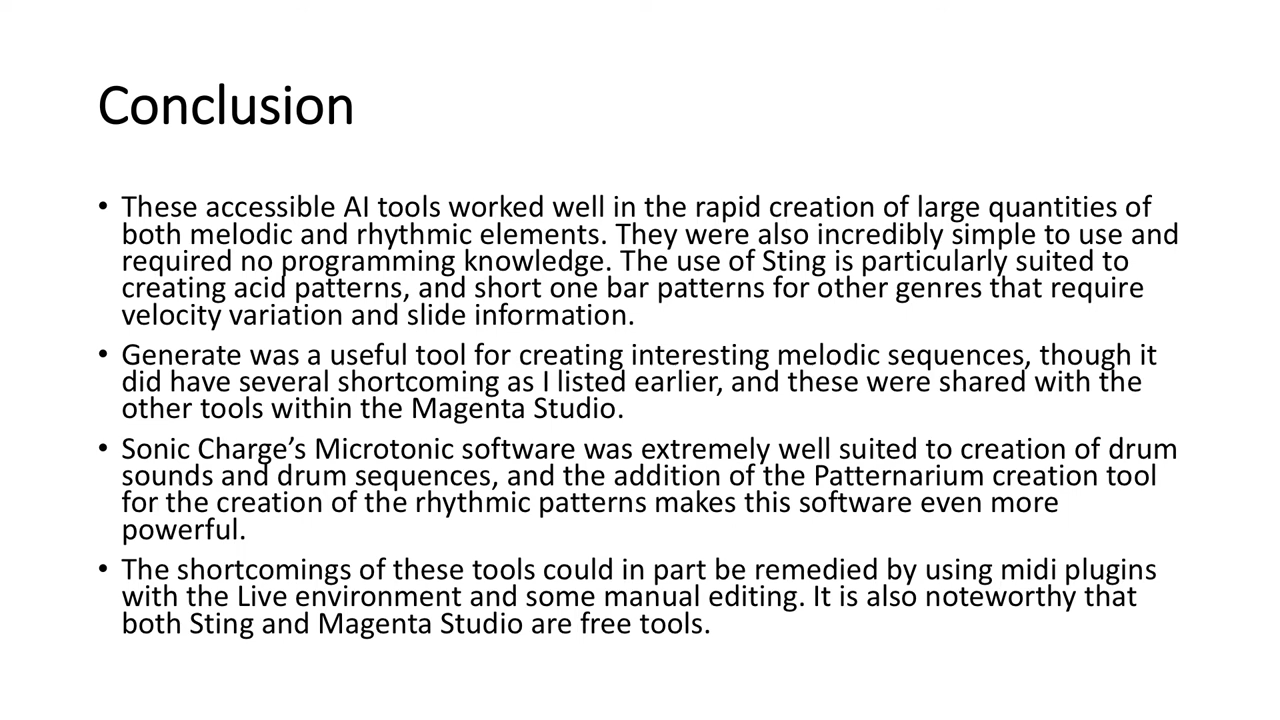 Conclusion
• These accessible AI tools worked well in the rapid creation of large quantities of
both melodic and rhythmic elements. They were also incredibly simple to use and
required no programming knowledge. The use of Sting is particularly suited to
creating acid patterns, and short one bar patterns for other genres that require
velocity variation and slide information.
• Generate was a useful tool for creating interesting melodic sequences, though it
did have several shortcoming as I listed earlier, and these were shared with the
other tools within the Magenta Studio.
• Sonic Charge’s Microtonic software was extremely well suited to creation of drum
sounds and drum sequences, and the addition of the Patternarium creation tool
for the creation of the rhythmic patterns makes this software even more
powerful.
• The shortcomings of these tools could in part be remedied by using midi plugins
with the Live environment and some manual editing. It is also noteworthy that
both Sting and Magenta Studio are free tools.